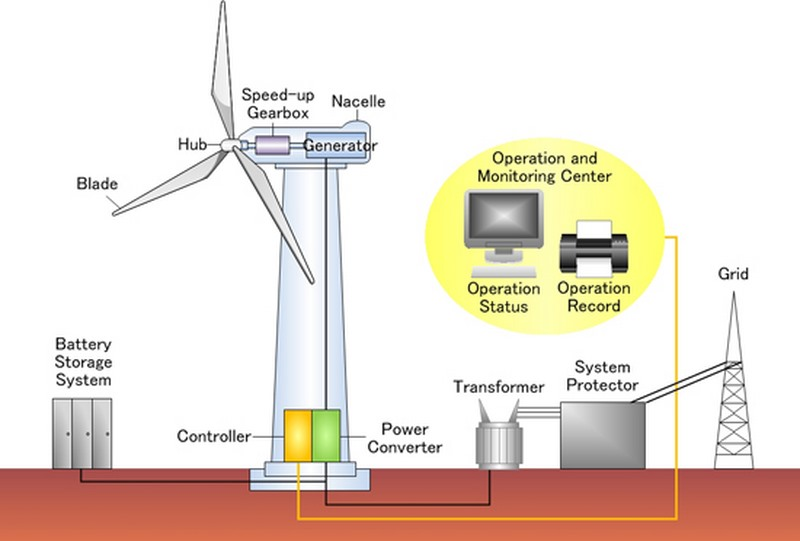 Speed-up
Gearbox
Nacelle
Hub
Generator
Blade
Operation and
Monitoring Center
Operation
Status
Operation
Record
Grid
Battery
Storage
System
System
Protector
Transformer
Controller
Power
Converter